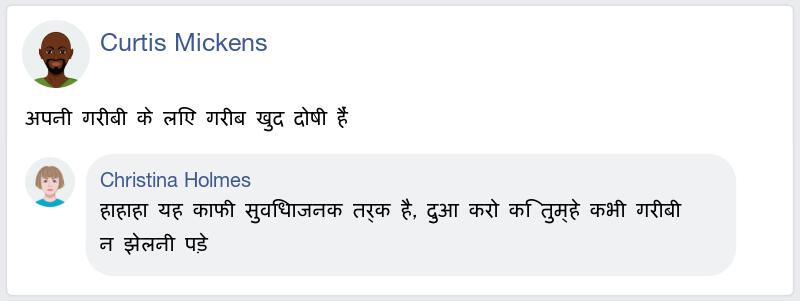 Curtis Mickens
अपनी गरीबी के लिए गरीब खुद दोषी हैं
Christina Holmes
हाहाहा यह काफी सुविधाजनक तर्क है, दुआ करो कि तुम्हे कभी गरीबी
न झेलनी पड़े